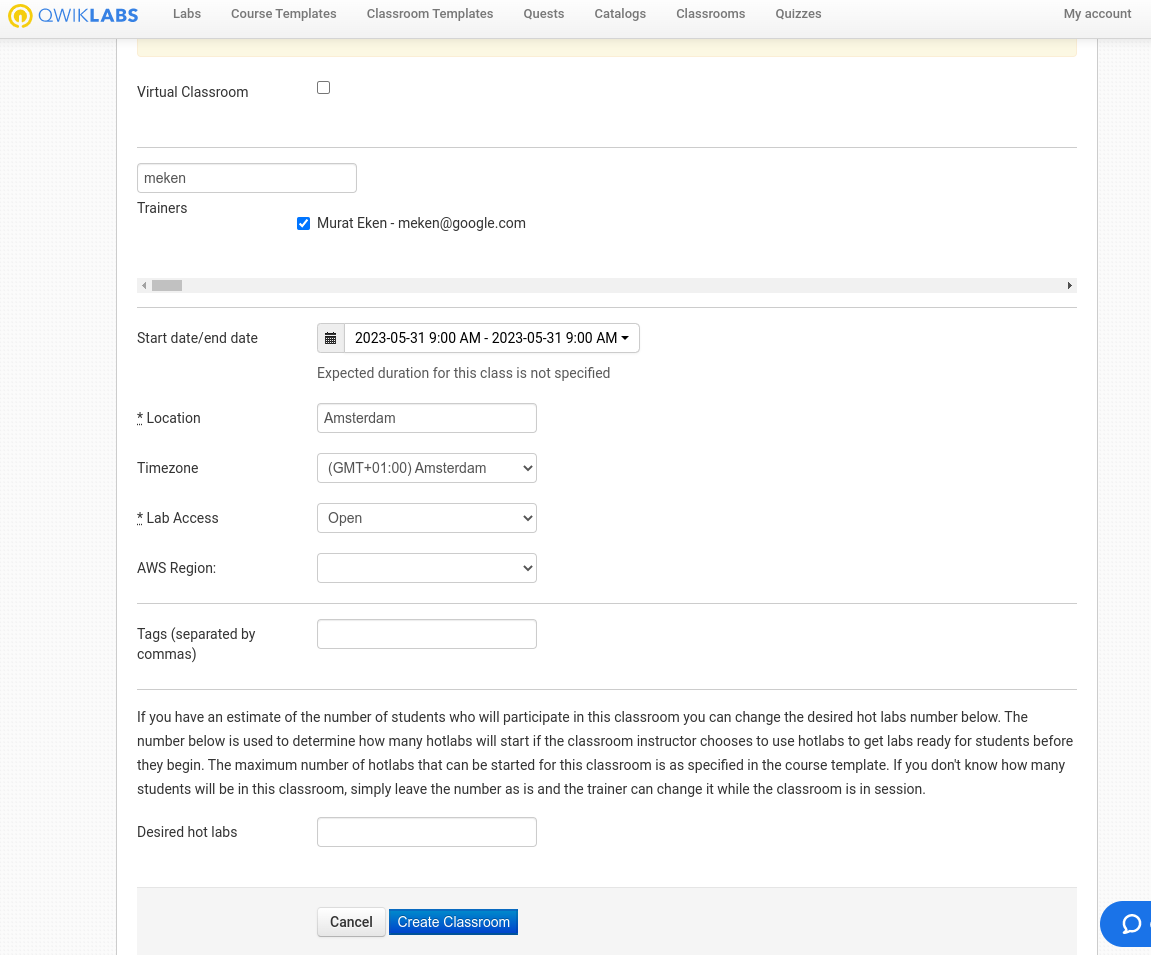 QWIKLABS Labs Course Templates Classroom Templates Quests Catalogs Classrooms Quizzes My account
Virtual Classroom
meken
Trainers
Murat Eken - meken@google.com
Start date/end date 2023-05-31 9:00 AM - 2023-05-31 9:00 AM
Expected duration for this class is not specified
* Location Amsterdam
Timezone (GMT+01:00) Amsterdam
* Lab Access Open
AWS Region:
Tags (separated by
commas)
If you have an estimate of the number of students who will participate in this classroom you can change the desired hot labs number below. The
number below is used to determine how many hotlabs will start if the classroom instructor chooses to use hotlabs to get labs ready for students before
they begin. The maximum number of hotlabs that can be started for this classroom is as specified in the course template. If you don't know how many
students will be in this classroom, simply leave the number as is and the trainer can change it while the classroom is in session.
Desired hot labs
Cancel Create Classroom